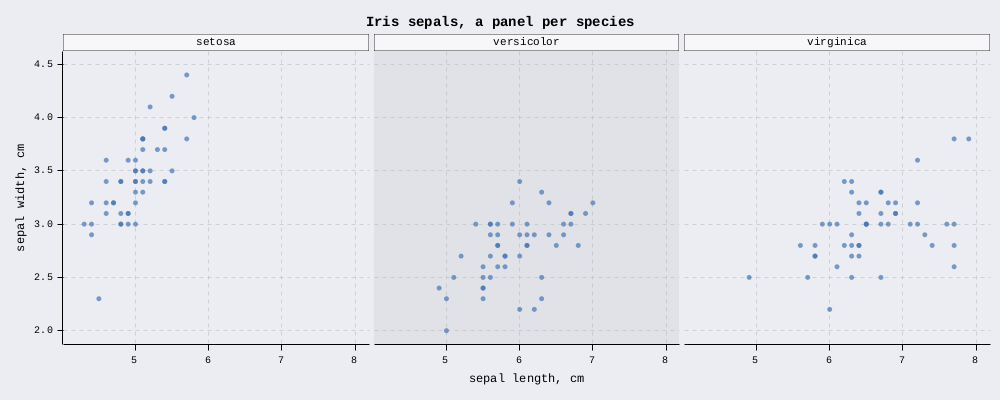 Iris sepals, a panel per species
setosa
versicolor
virginica
sepal width, cm
4.5
4.0
3.5
3.0
2.5
2.0
5 6 7 8
5 6 7 8
5 6 7 8
sepal length, cm